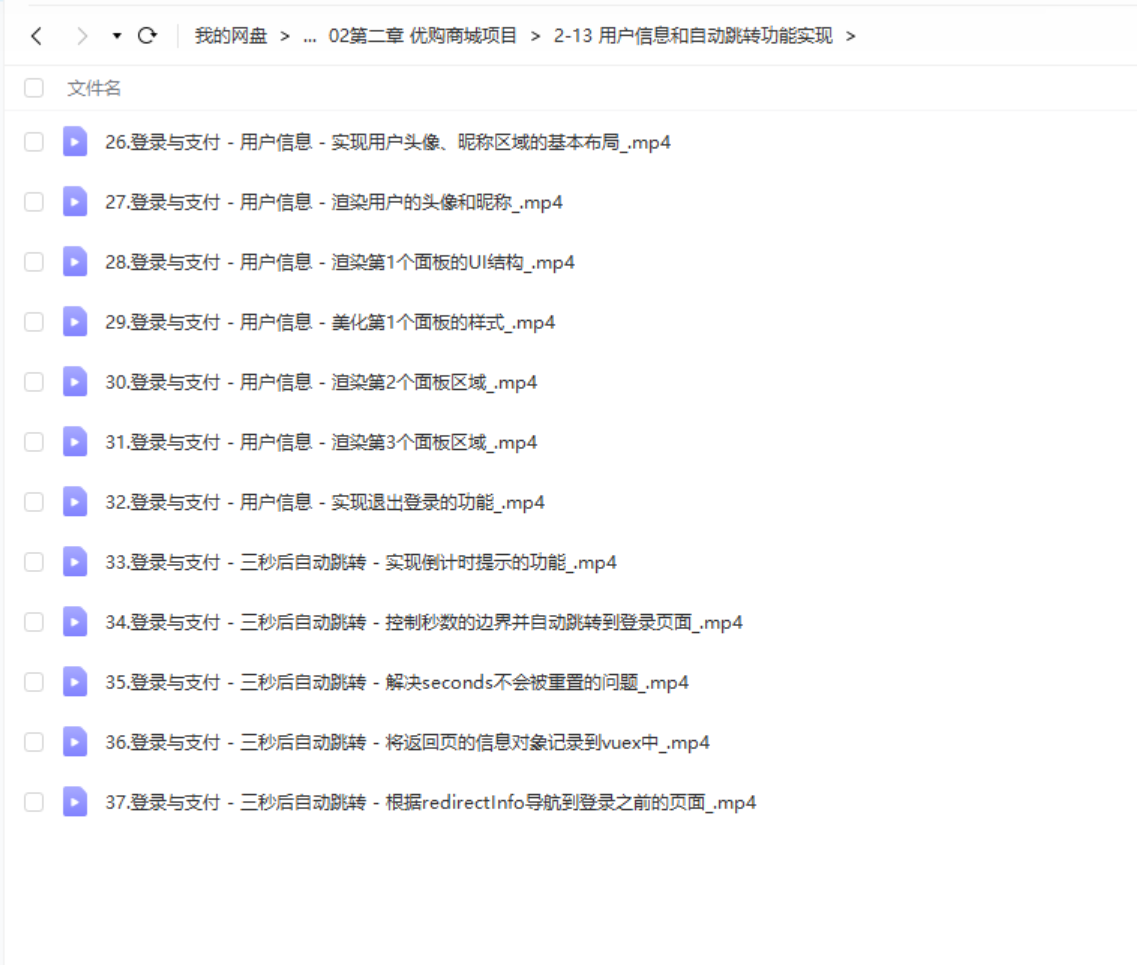 我的网盘 > ... 02第二章 优购商城项目 > 2-13 用户信息和自动跳转功能实现 >
文件名
26.登录与支付 - 用户信息 - 实现用户头像、昵称区域的基本布局_.mp4
27.登录与支付 - 用户信息 - 渲染用户的头像和昵称_.mp4
28.登录与支付 - 用户信息 - 渲染第1个面板的UI结构_.mp4
29.登录与支付 - 用户信息 - 美化第1个面板的样式_.mp4
30.登录与支付 - 用户信息 - 渲染第2个面板区域_.mp4
31.登录与支付 - 用户信息 - 渲染第3个面板区域_.mp4
32.登录与支付 - 用户信息 - 实现退出登录的功能_.mp4
33.登录与支付 - 三秒后自动跳转 - 实现倒计时提示的功能_.mp4
34.登录与支付 - 三秒后自动跳转 - 控制秒数的边界并自动跳转到登录页面_.mp4
35.登录与支付 - 三秒后自动跳转 - 解决seconds不会被重置的问题_.mp4
36.登录与支付 - 三秒后自动跳转 - 将返回页的信息对象记录到vuex中_.mp4
37.登录与支付 - 三秒后自动跳转 - 根据redirectInfo导航到登录之前的页面_.mp4